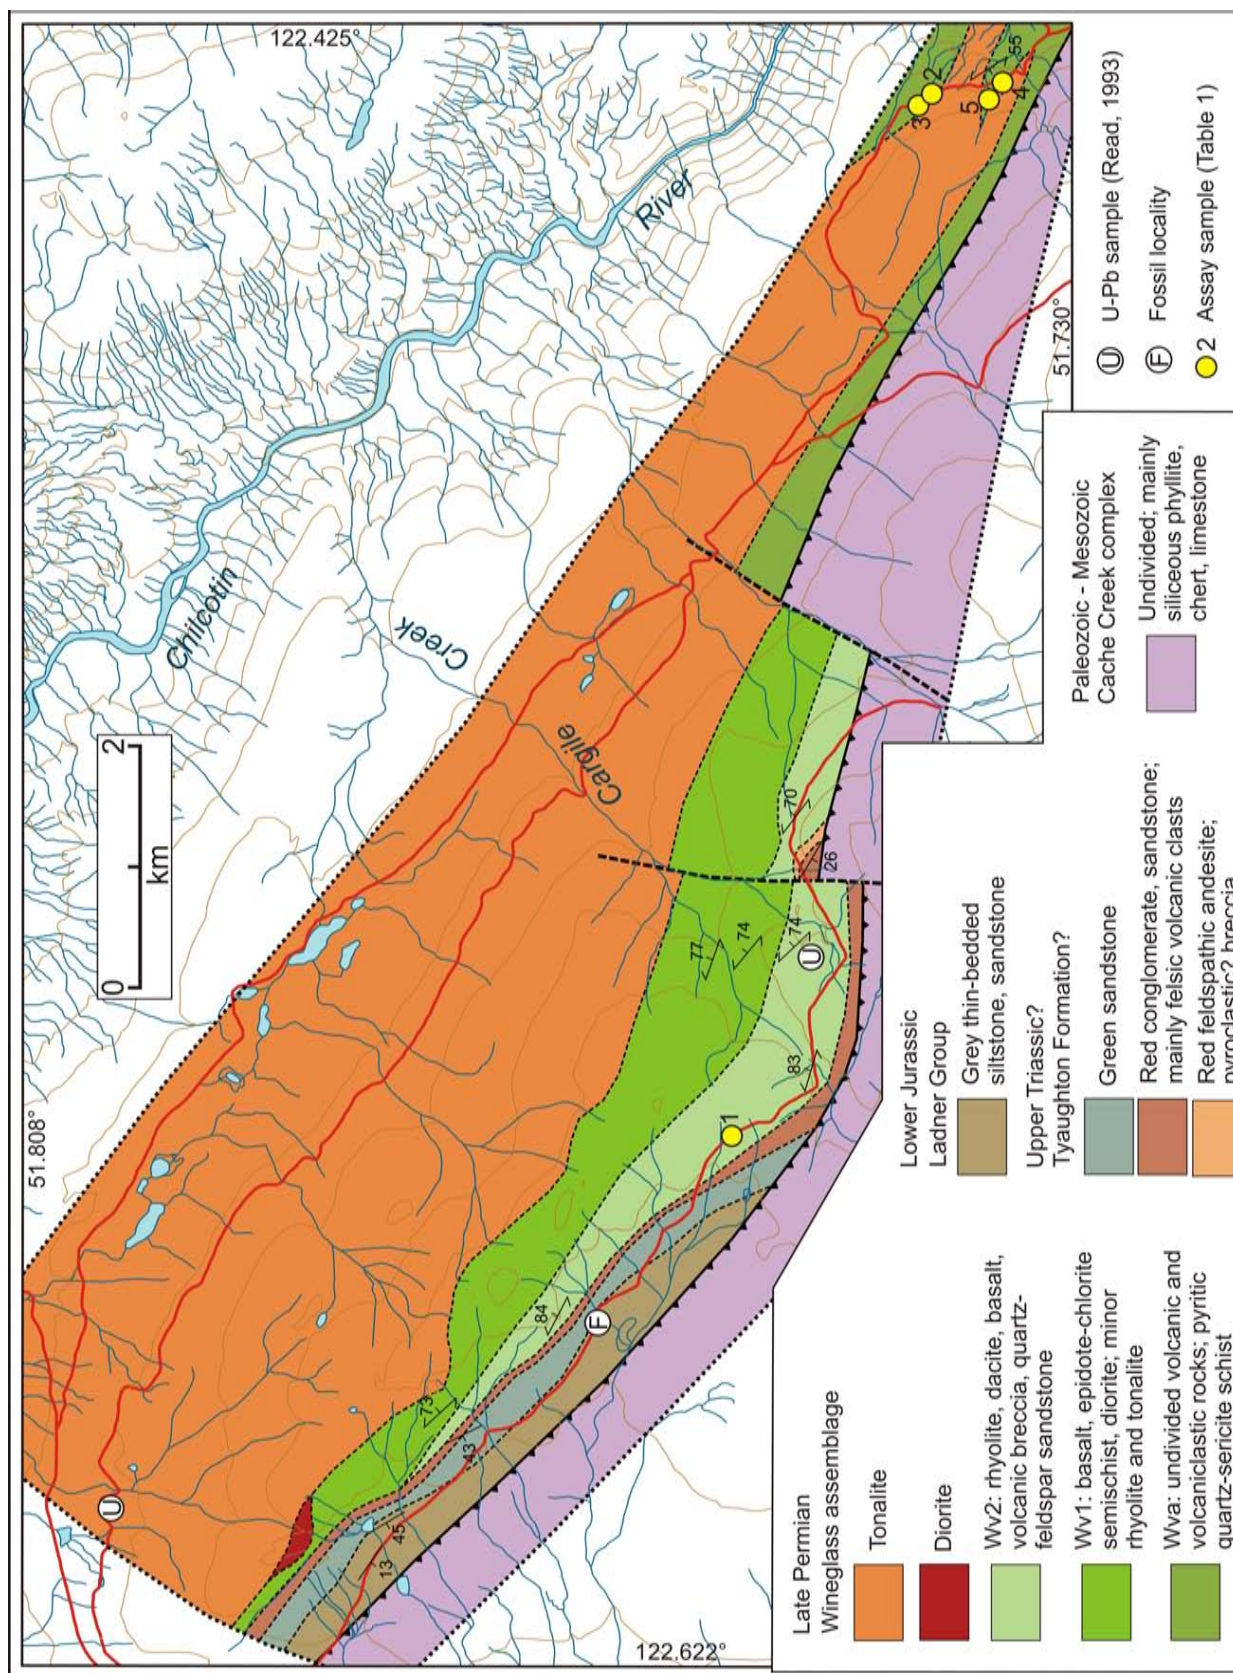 122.425°
51.808°
122.622°
51.730°
Chilcotin
River
Cargile
Creek
0
2
km
U
U
F
1
2
3
4
5
13
45
43
73
84
83
77
74
74
70
26
55
Late Permian
Wineglass assemblage
Tonalite
Diorite
Wv2: rhyolite, dacite, basalt,
volcanic breccia, quartz-
feldspar sandstone
Wv1: basalt, epidote-chlorite
semischist, diorite; minor
rhyolite and tonalite
Wva: undivided volcanic and
volcaniclastic rocks; pyritic
quartz-sericite schist
Lower Jurassic
Ladner Group
Grey thin-bedded
siltstone, sandstone
Upper Triassic?
Tyaughton Formation?
Green sandstone
Red conglomerate, sandstone;
mainly felsic volcanic clasts
Red feldspathic andesite;
pyroclastic? breccia
Paleozoic - Mesozoic
Cache Creek complex
Undivided; mainly
siliceous phyllite,
chert, limestone
U U-Pb sample (Read, 1993)
F Fossil locality
2 Assay sample (Table 1)